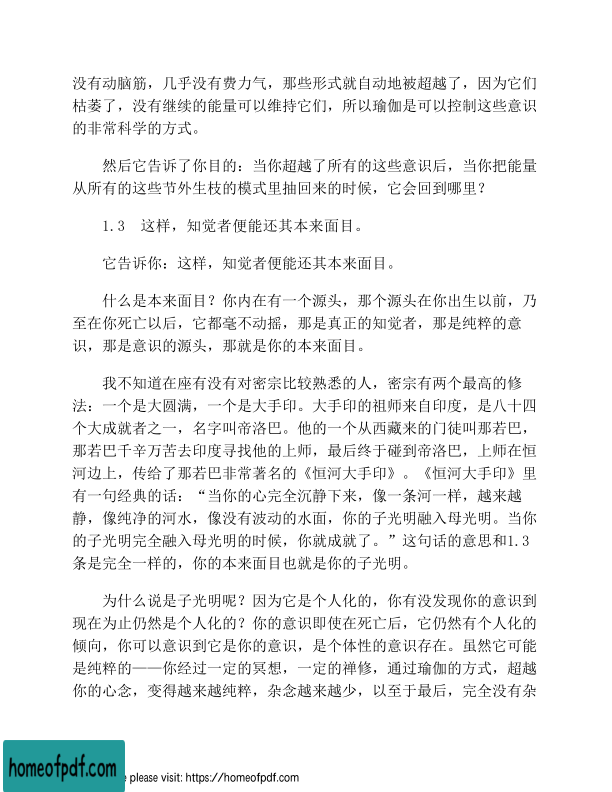 没有动脑筋，几乎没有费力气，那些形式就自动地被超越了，因为它们
枯萎了，没有继续的能量可以维持它们，所以瑜伽是可以控制这些意识
的非常科学的方式。
然后它告诉了你目的：当你超越了所有的这些意识后，当你把能量
从所有的这些节外生枝的模式里抽回来的时候，它会回到哪里？
1.3　这样，知觉者便能还其本来面目。
它告诉你：这样，知觉者便能还其本来面目。
什么是本来面目？你内在有一个源头，那个源头在你出生以前，乃
至在你死亡以后，它都毫不动摇，那是真正的知觉者，那是纯粹的意
识，那是意识的源头，那就是你的本来面目。
我不知道在座有没有对密宗比较熟悉的人，密宗有两个最高的修
法：一个是大圆满，一个是大手印。大手印的祖师来自印度，是八十四
个大成就者之一，名字叫帝洛巴。他的一个从西藏来的门徒叫那若巴，
那若巴千辛万苦去印度寻找他的上师，最后终于碰到帝洛巴，上师在恒
河边上，传给了那若巴非常著名的《恒河大手印》。《恒河大手印》里
有一句经典的话：“当你的心完全沉静下来，像一条河一样，越来越
静，像纯净的河水，像没有波动的水面，你的子光明融入母光明。当你
的子光明完全融入母光明的时候，你就成就了。”这句话的意思和1.3
条是完全一样的，你的本来面目也就是你的子光明。
为什么说是子光明呢？因为它是个人化的，你有没发现你的意识到
现在为止仍然是个人化的？你的意识即使在死亡后，它仍然有个人化的
倾向，你可以意识到它是你的意识，是个体性的意识存在。虽然它可能
是纯粹的——你经过一定的冥想，一定的禅修，通过瑜伽的方式，超越
你的心念，变得越来越纯粹，杂念越来越少，以至于最后，完全没有杂
homeofpdf.com
e please visit: https://homeofpdf.com